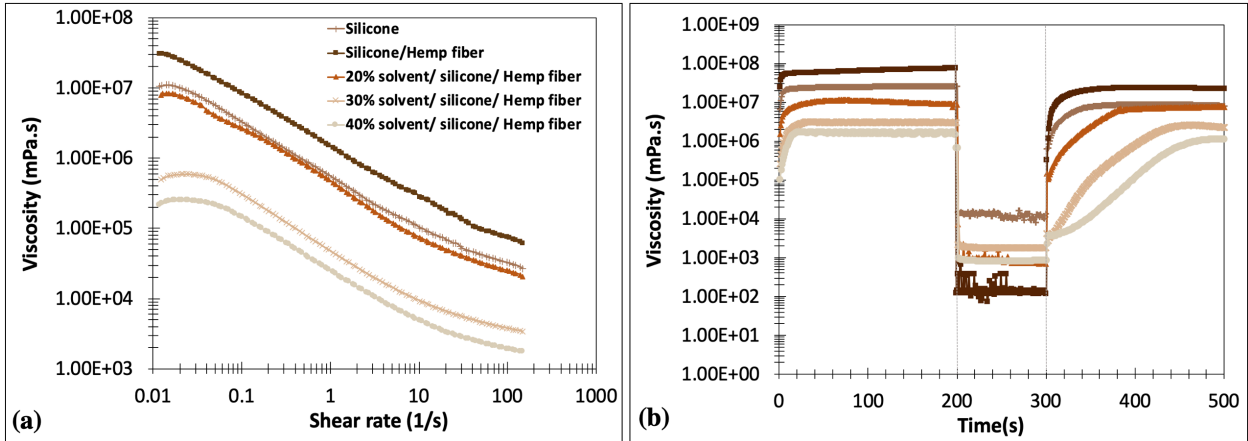 1.00E+08
1.00E+07
1.00E+06
1.00E+05
1.00E+04
1.00E+03
Viscosity (mPa.s)
Silicone
Silicone/Hemp fiber
20% solvent/ silicone/ Hemp fiber
30% solvent/ silicone/ Hemp fiber
40% solvent/ silicone/ Hemp fiber
0.01 0.1 1 10 100 1000
Shear rate (1/s)
(a)
1.00E+09
1.00E+08
1.00E+07
1.00E+06
1.00E+05
1.00E+04
1.00E+03
1.00E+02
1.00E+01
1.00E+00
Viscosity (mPa.s)
0 100 200 300 400 500
Time(s)
(b)